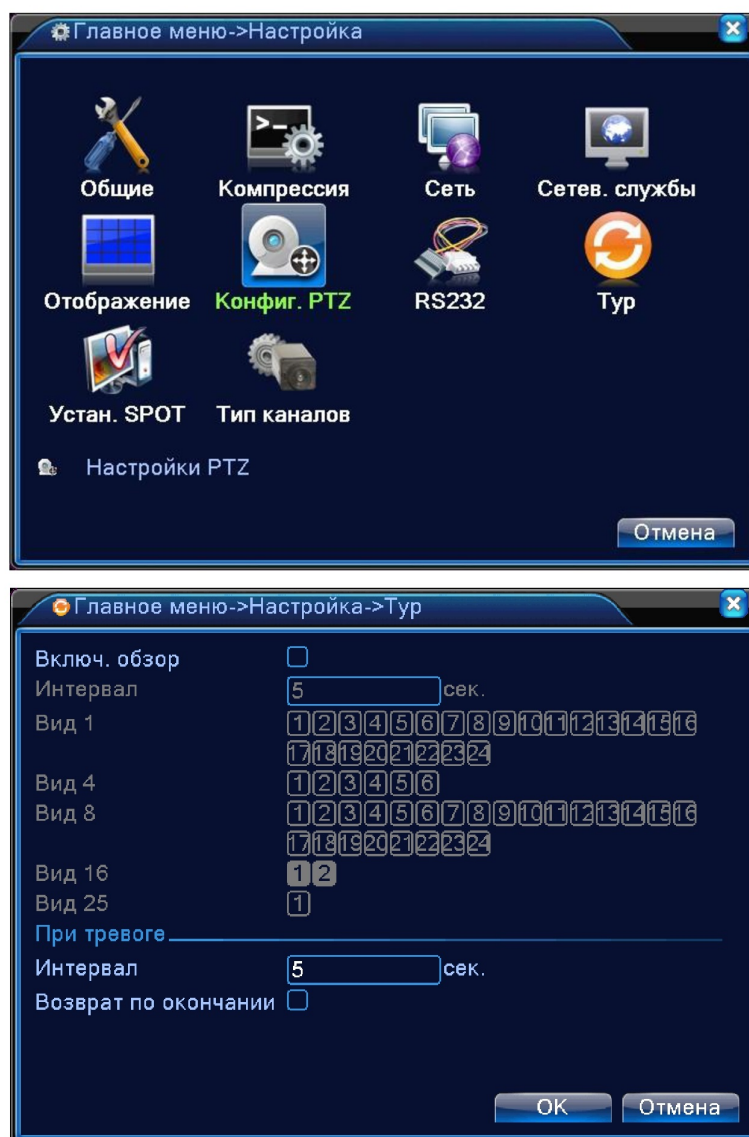 Главное меню->Настройка
Общие Компрессия Сеть Сетев. службы
Отображение Конфиг. PTZ RS232 Тур
Устан. SPOT Тип каналов
Настройки PTZ
Отмена
Главное меню->Настройка->Тур
Включ. обзор
Интервал 5 сек.
Вид 1 1 2 3 4 5 6 7 8 9 10 11 12 13 14 15 16
17 18 19 20 21 22 23 24
Вид 4 1 2 3 4 5 6
Вид 8 1 2 3 4 5 6 7 8 9 10 11 12 13 14 15 16
17 18 19 20 21 22 23 24
Вид 16 1 2
Вид 25 1
При тревоге
Интервал 5 сек.
Возврат по окончании
OK Отмена